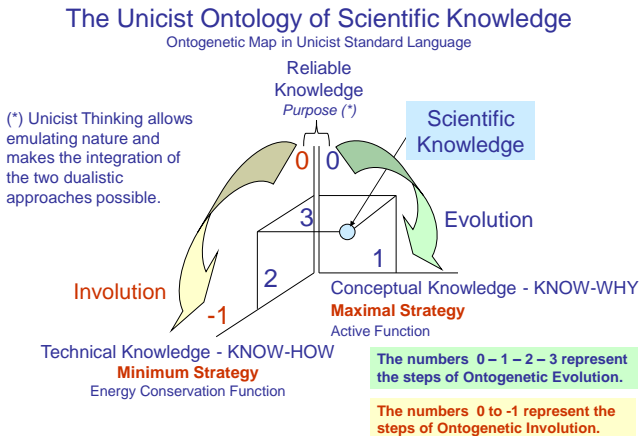 The Unicist Ontology of Scientific Knowledge
Ontogenetic Map in Unicist Standard Language
Reliable
Knowledge
Purpose (*)
(*) Unicist Thinking allows
emulating nature and
makes the integration of
the two dualistic
approaches possible.
Scientific
Knowledge
0 0
3
Evolution
2
1
Involution
-1
Conceptual Knowledge - KNOW-WHY
Maximal Strategy
Active Function
Technical Knowledge - KNOW-HOW
Minimum Strategy
Energy Conservation Function
The numbers 0 – 1 – 2 – 3 represent
the steps of Ontogenetic Evolution.
The numbers 0 to -1 represent the
steps of Ontogenetic Involution.